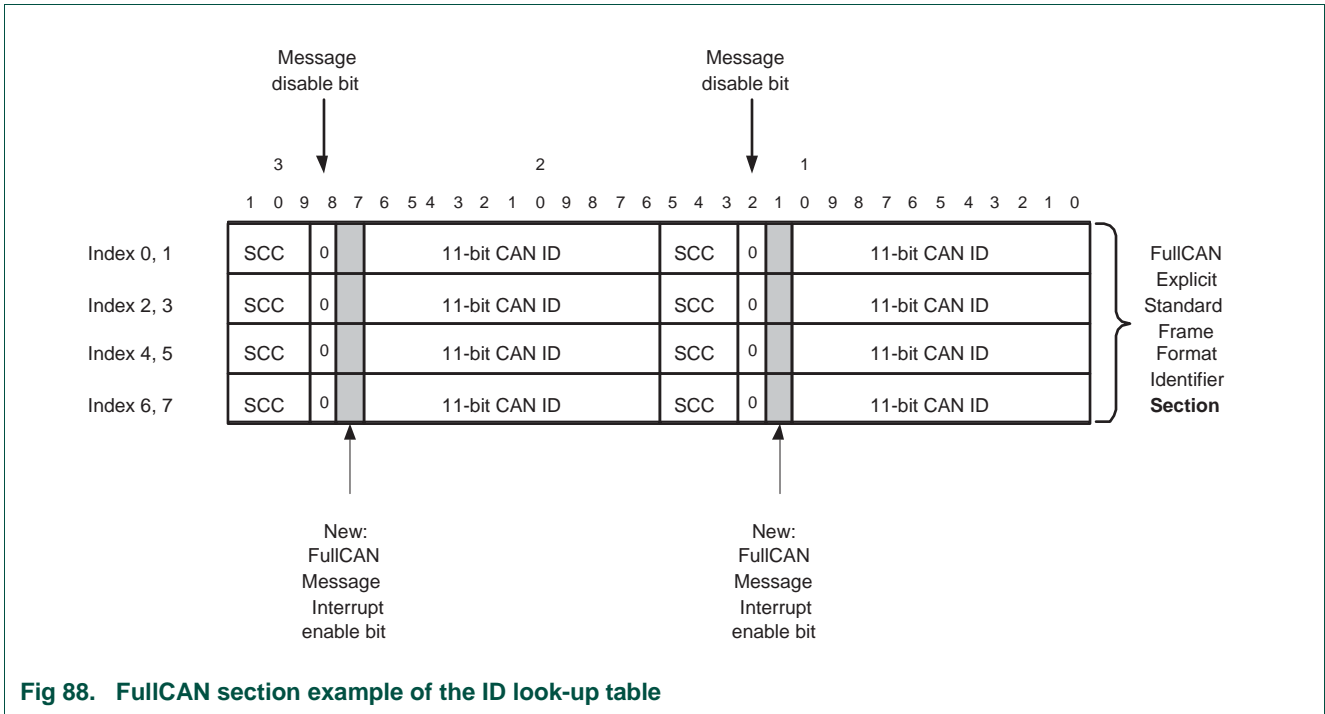 Message
disable bit
Message
disable bit
3 2 1
1 0 9 8 7 6 5 4 3 2 1 0 9 8 7 6 5 4 3 2 1 0 9 8 7 6 5 4 3 2 1 0
Index 0, 1 SCC 0 11-bit CAN ID SCC 0 11-bit CAN ID
Index 2, 3 SCC 0 11-bit CAN ID SCC 0 11-bit CAN ID
Index 4, 5 SCC 0 11-bit CAN ID SCC 0 11-bit CAN ID
Index 6, 7 SCC 0 11-bit CAN ID SCC 0 11-bit CAN ID
FullCAN
Explicit
Standard
Frame
Format
Identifier
Section
New:
FullCAN
Message
Interrupt
enable bit
New:
FullCAN
Message
Interrupt
enable bit
Fig 88. FullCAN section example of the ID look-up table